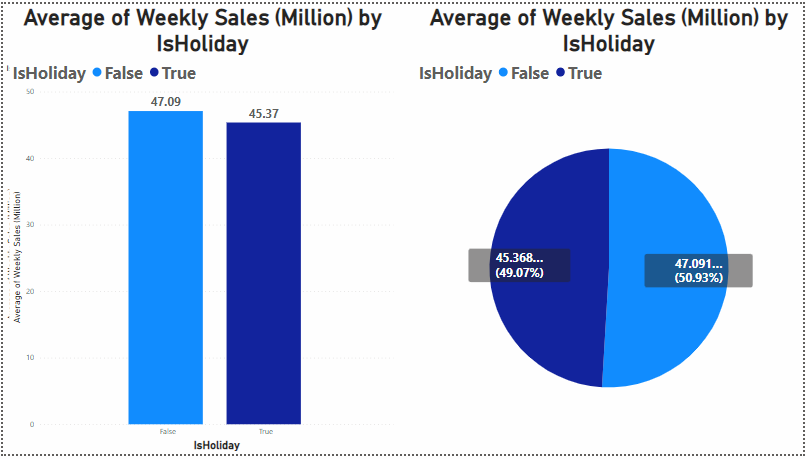 Average of Weekly Sales (Million) by
IsHoliday
IsHoliday False True
50
40
30
20
10
0
Average of Weekly Sales (Million)
47.09
45.37
False
True
IsHoliday
Average of Weekly Sales (Million) by
IsHoliday
IsHoliday False True
45.368...
(49.07%)
47.091...
(50.93%)